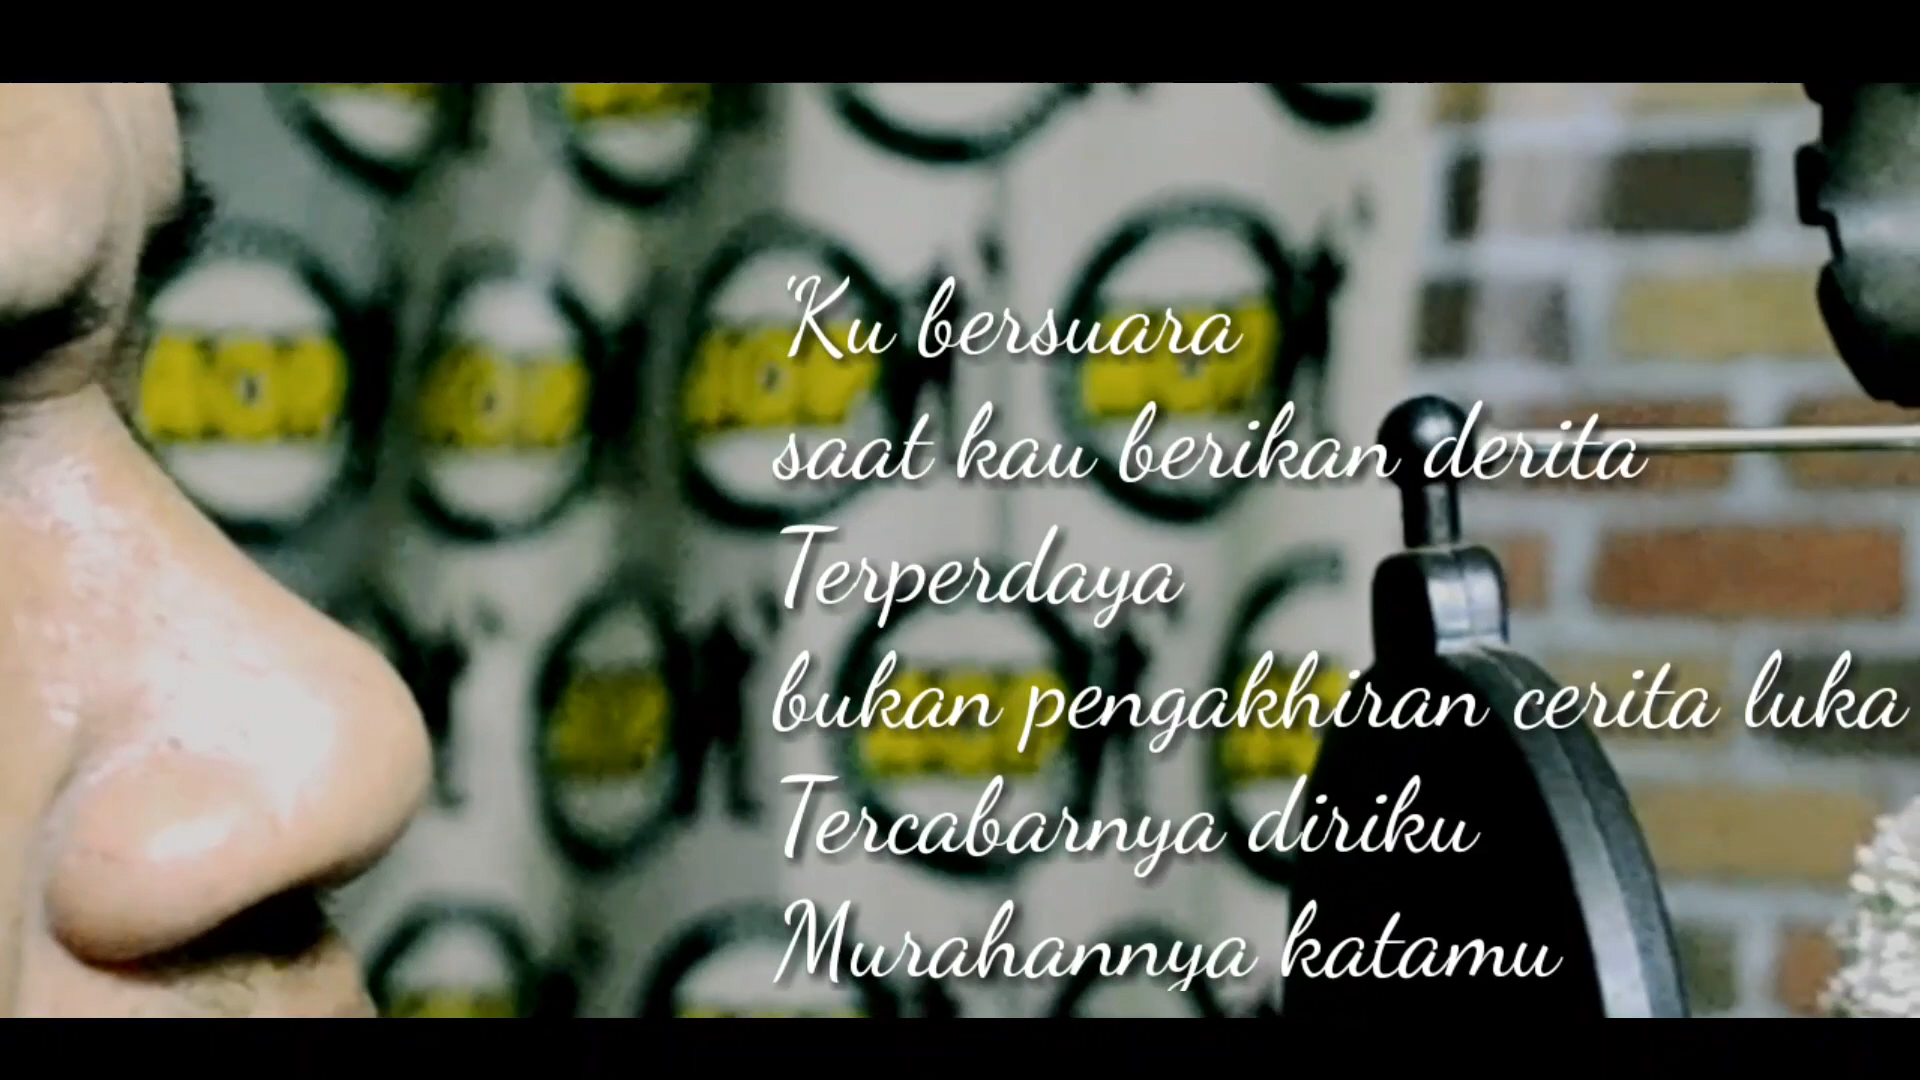 'Ku bersuara
saat kau berikan derita
Terperdaya
bukan pengakhiran cerita luka
Tercabarnya diriku
Murahannya katamu